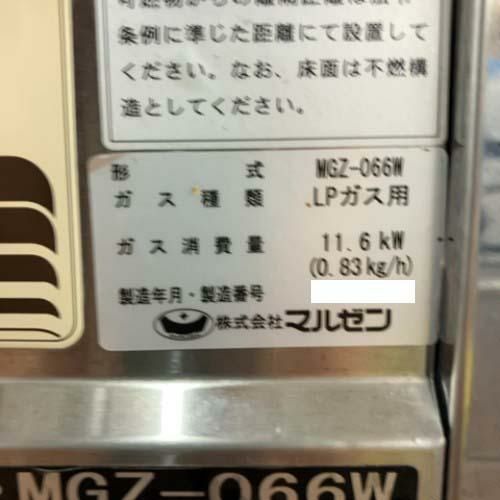 条例に準じた距離にて設置して
ください。なお、床面は不燃構
造としてください。
形式 MGZ-066W
ガス種類 LPガス用
ガス消費量 11.6kW
(0.83kg/h)
製造年月・製造番号
株式会社マルゼン
MGZ-066W